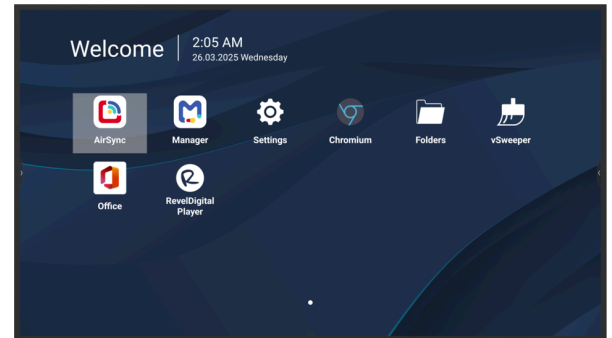 Welcome
2:05 AM
26.03.2025 Wednesday
AirSync
Manager
Settings
Chromium
Folders
vSweeper
Office
RevelDigital
Player